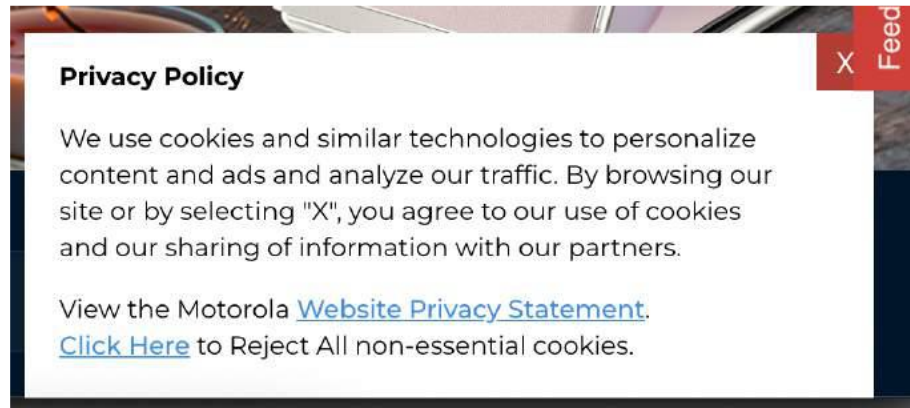 Feed
X
Privacy Policy
We use cookies and similar technologies to personalize
content and ads and analyze our traffic. By browsing our
site or by selecting "X", you agree to our use of cookies
and our sharing of information with our partners.
View the Motorola Website Privacy Statement.
Click Here to Reject All non-essential cookies.